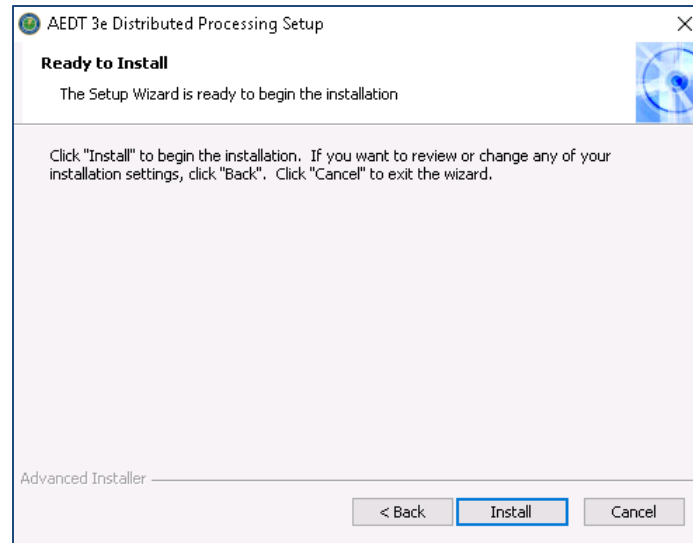 AEDT 3e Distributed Processing Setup
Ready to Install
The Setup Wizard is ready to begin the installation
Click "Install" to begin the installation.  If you want to review or change any of your
installation settings, click "Back".  Click "Cancel" to exit the wizard.
Advanced Installer
< Back
Install
Cancel